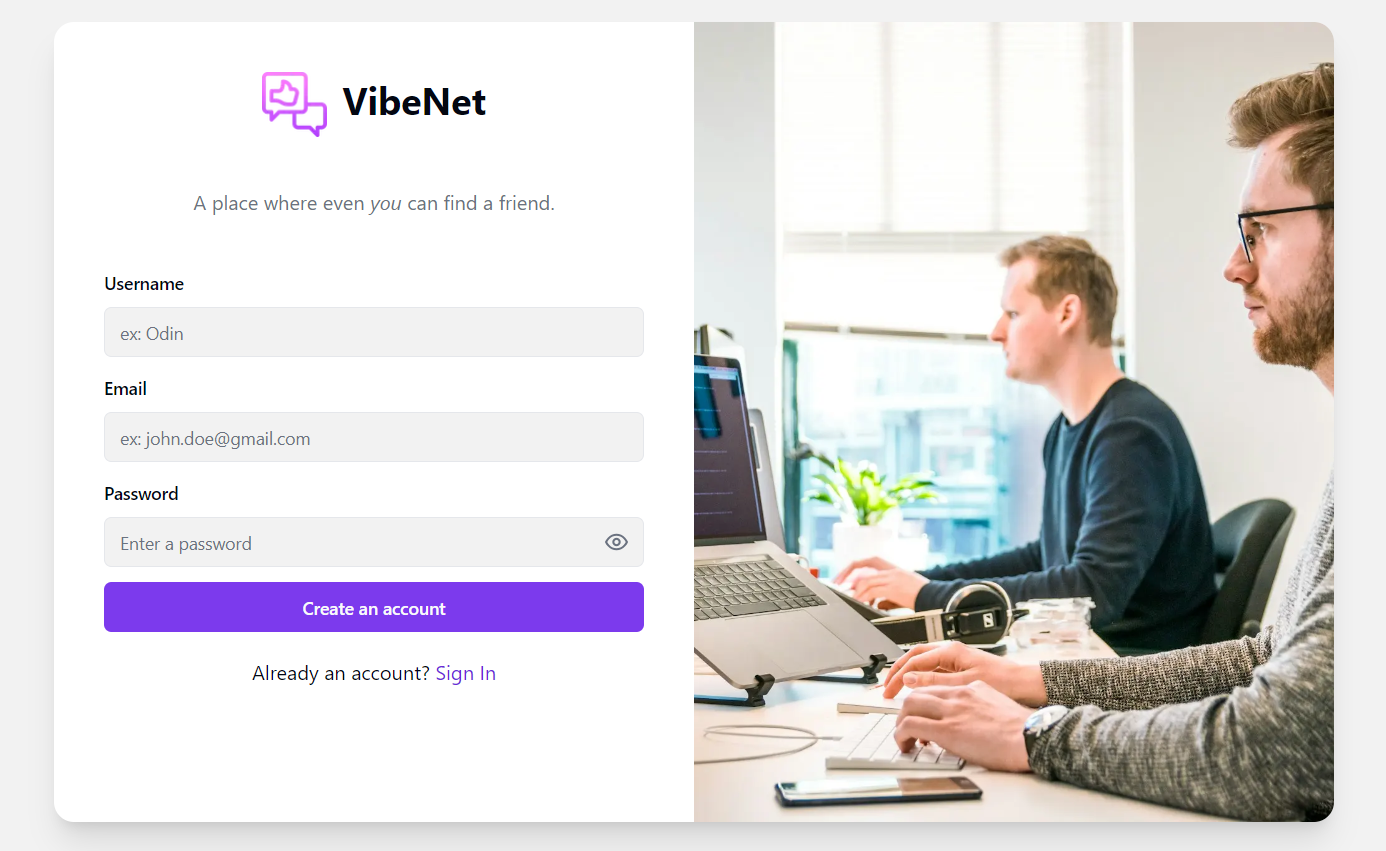 VibeNet
A place where even you can find a friend.
Username
ex: Odin
Email
ex: john.doe@gmail.com
Password
Enter a password
Create an account
Already an account? Sign In